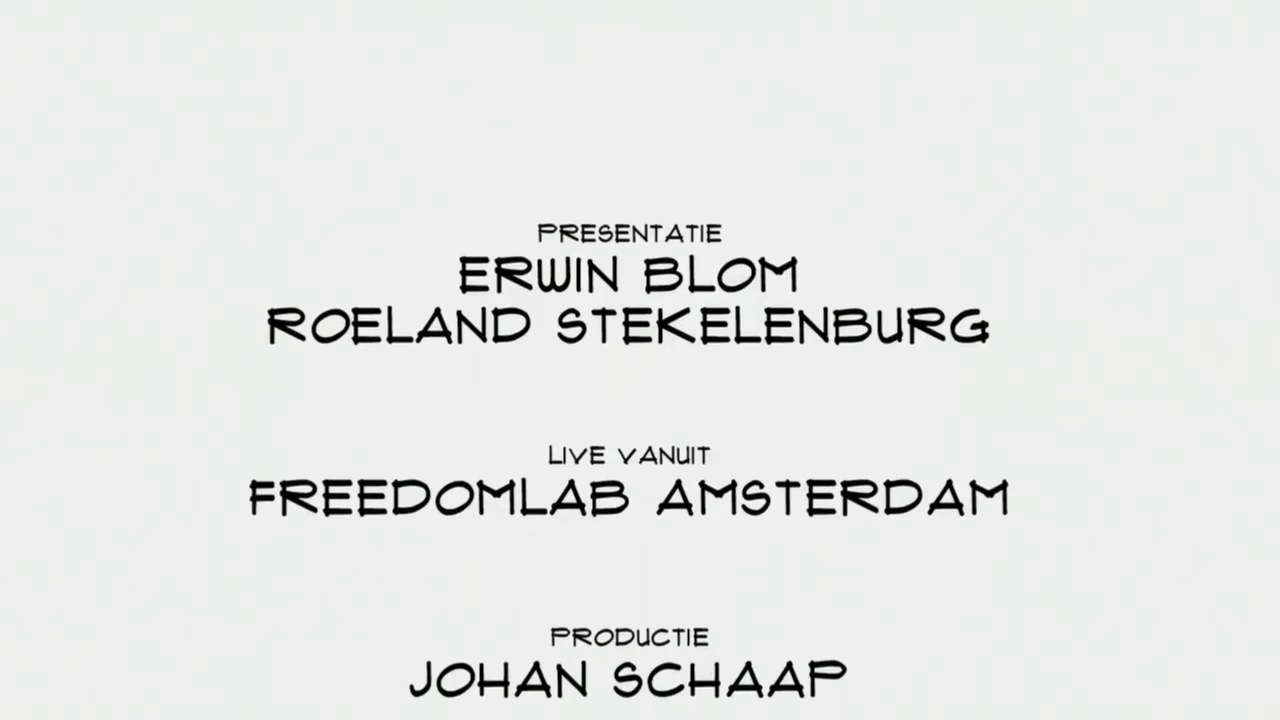 PRESENTATIE
ERWIN BLOM
ROELAND STEKELENBURG
LIVE VANUIT
FREEDOMLAB AMSTERDAM
PRODUCTIE
JOHAN SCHAAP